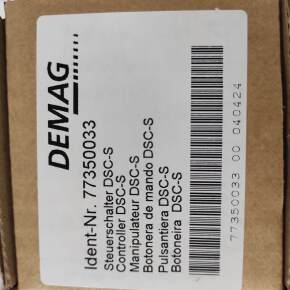 DEMAG
Ident-Nr. 77350033
Steuerschalter DSC-S
Controller DSC-S
Manipulateur DSC-S
Botonera de mando DSC-S
Pulsantiera DSC-S
Botoneira DSC-S
77350033 00 040424